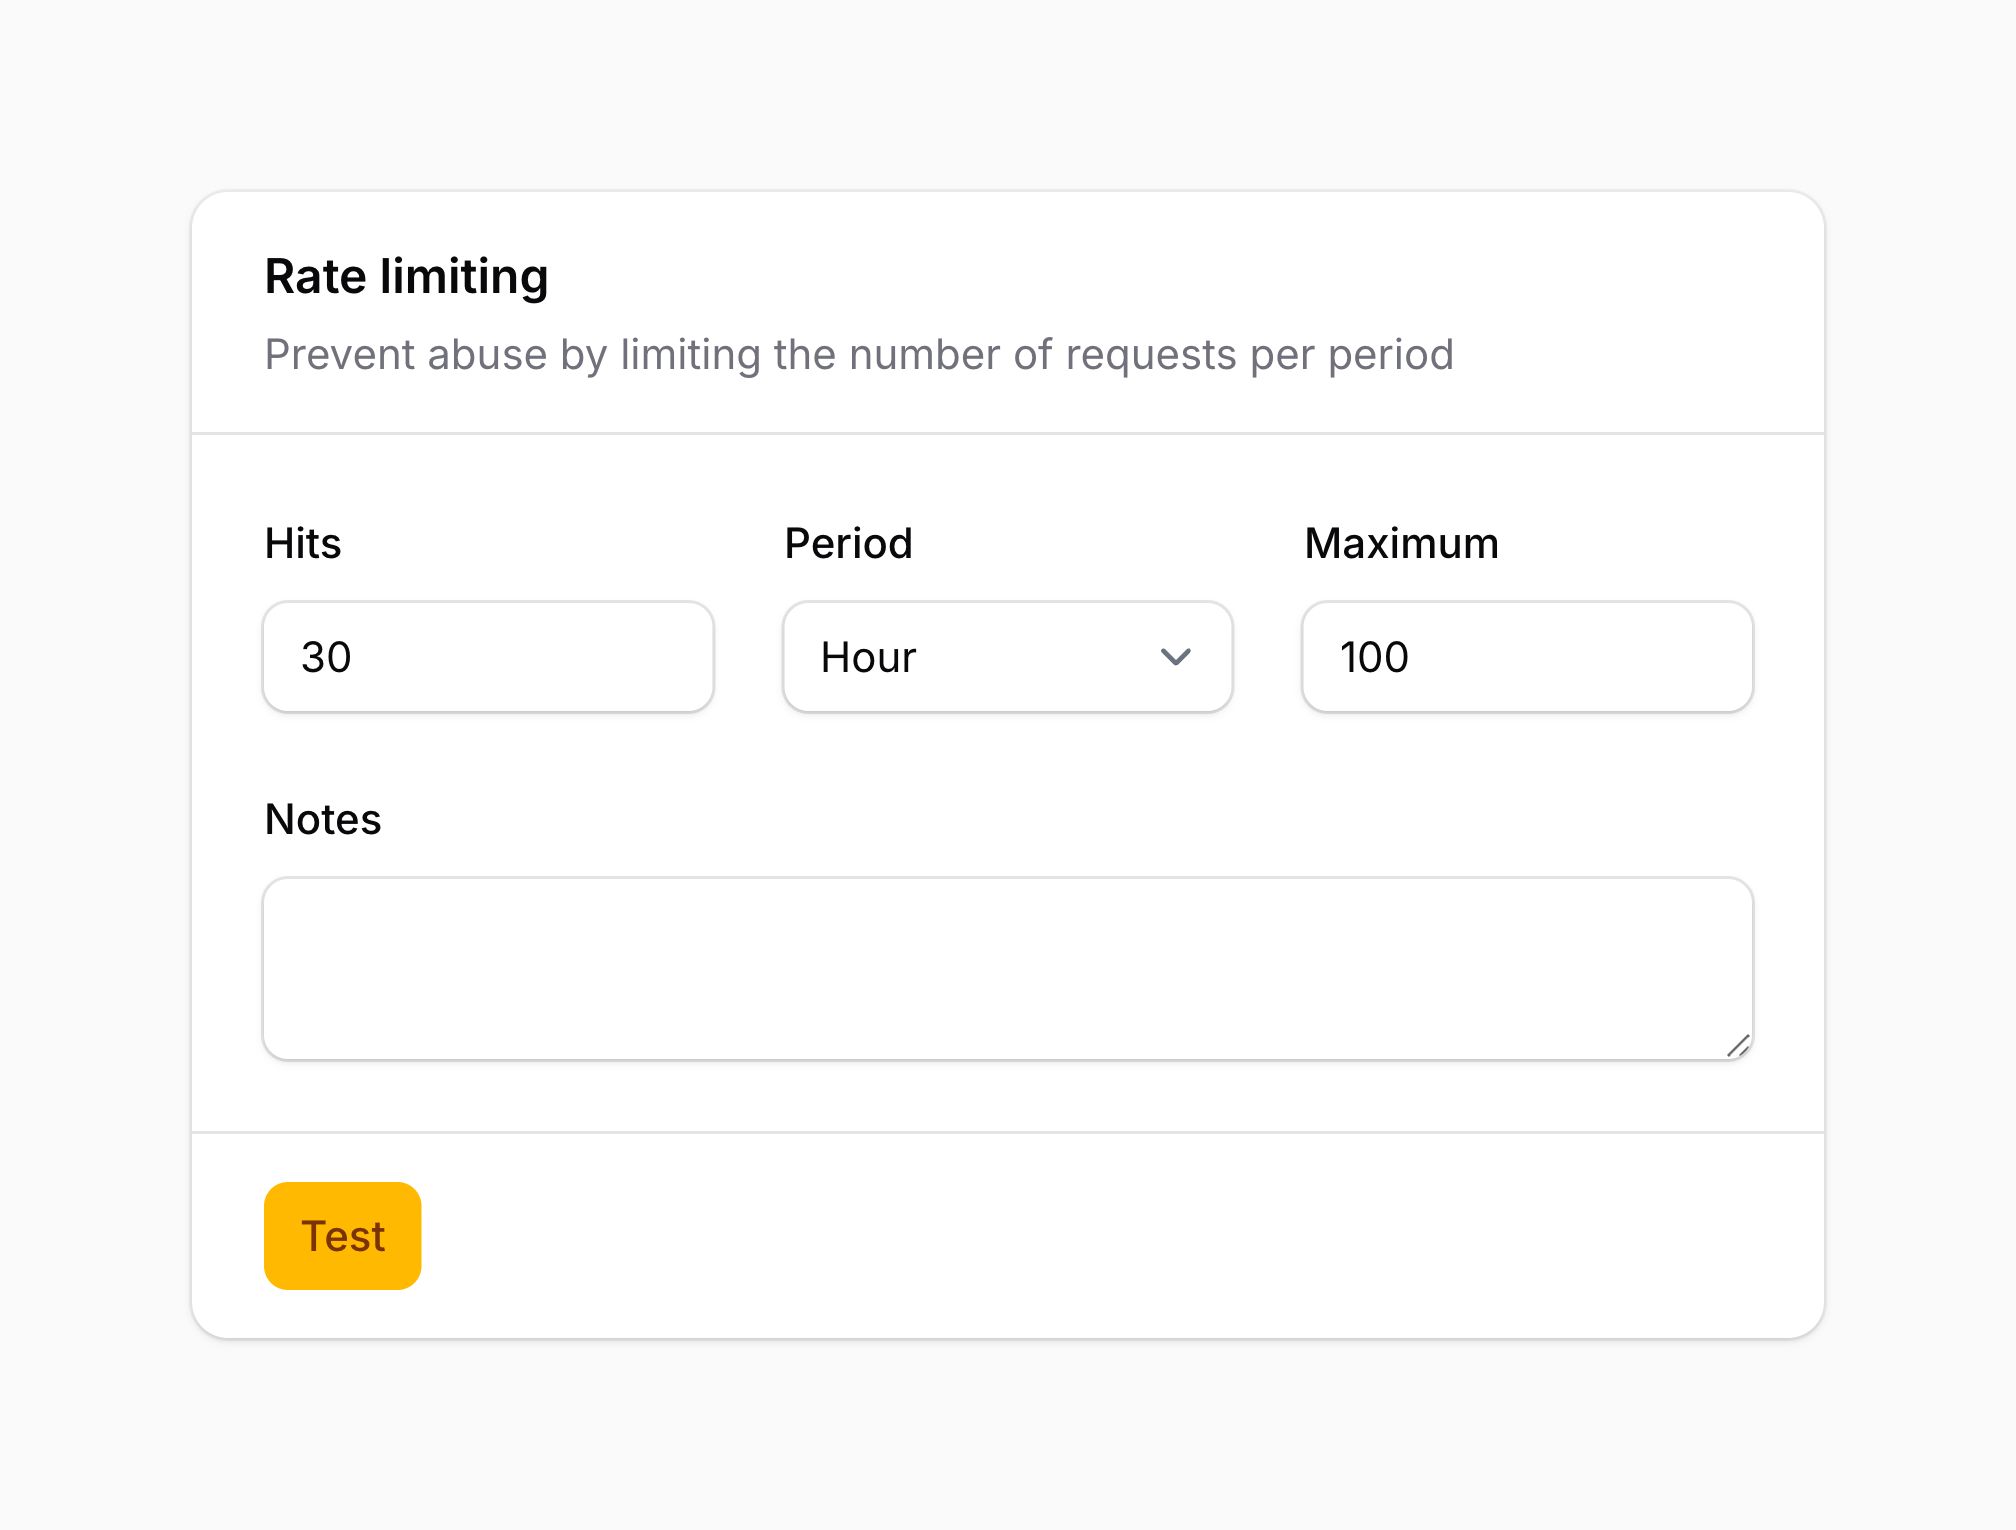 Rate limiting
Prevent abuse by limiting the number of requests per period
Hits
Period
Maximum
30
Hour
100
Notes
Test